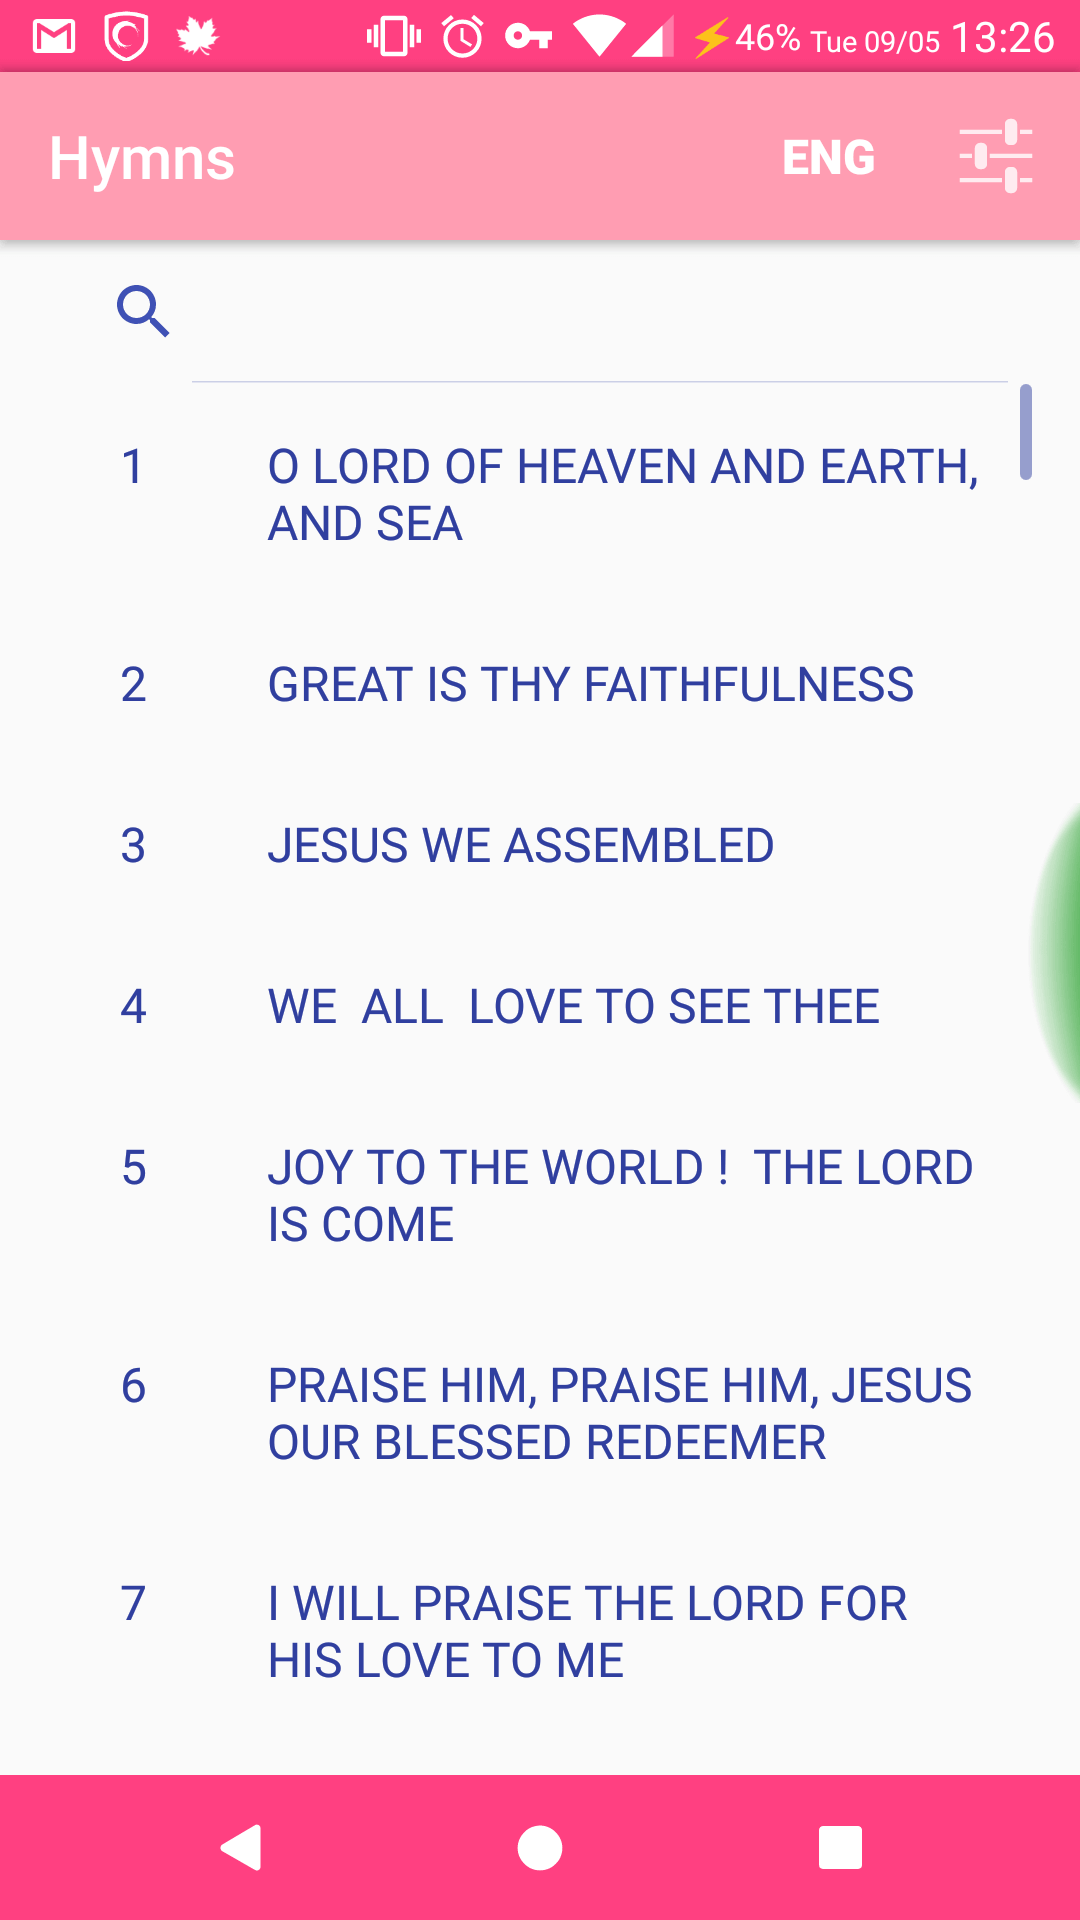 46% Tue 09/05 13:26
Hymns ENG
1 O LORD OF HEAVEN AND EARTH,
AND SEA
2 GREAT IS THY FAITHFULNESS
3 JESUS WE ASSEMBLED
4 WE  ALL  LOVE TO SEE THEE
5 JOY TO THE WORLD !  THE LORD
IS COME
6 PRAISE HIM, PRAISE HIM, JESUS
OUR BLESSED REDEEMER
7 I WILL PRAISE THE LORD FOR
HIS LOVE TO ME